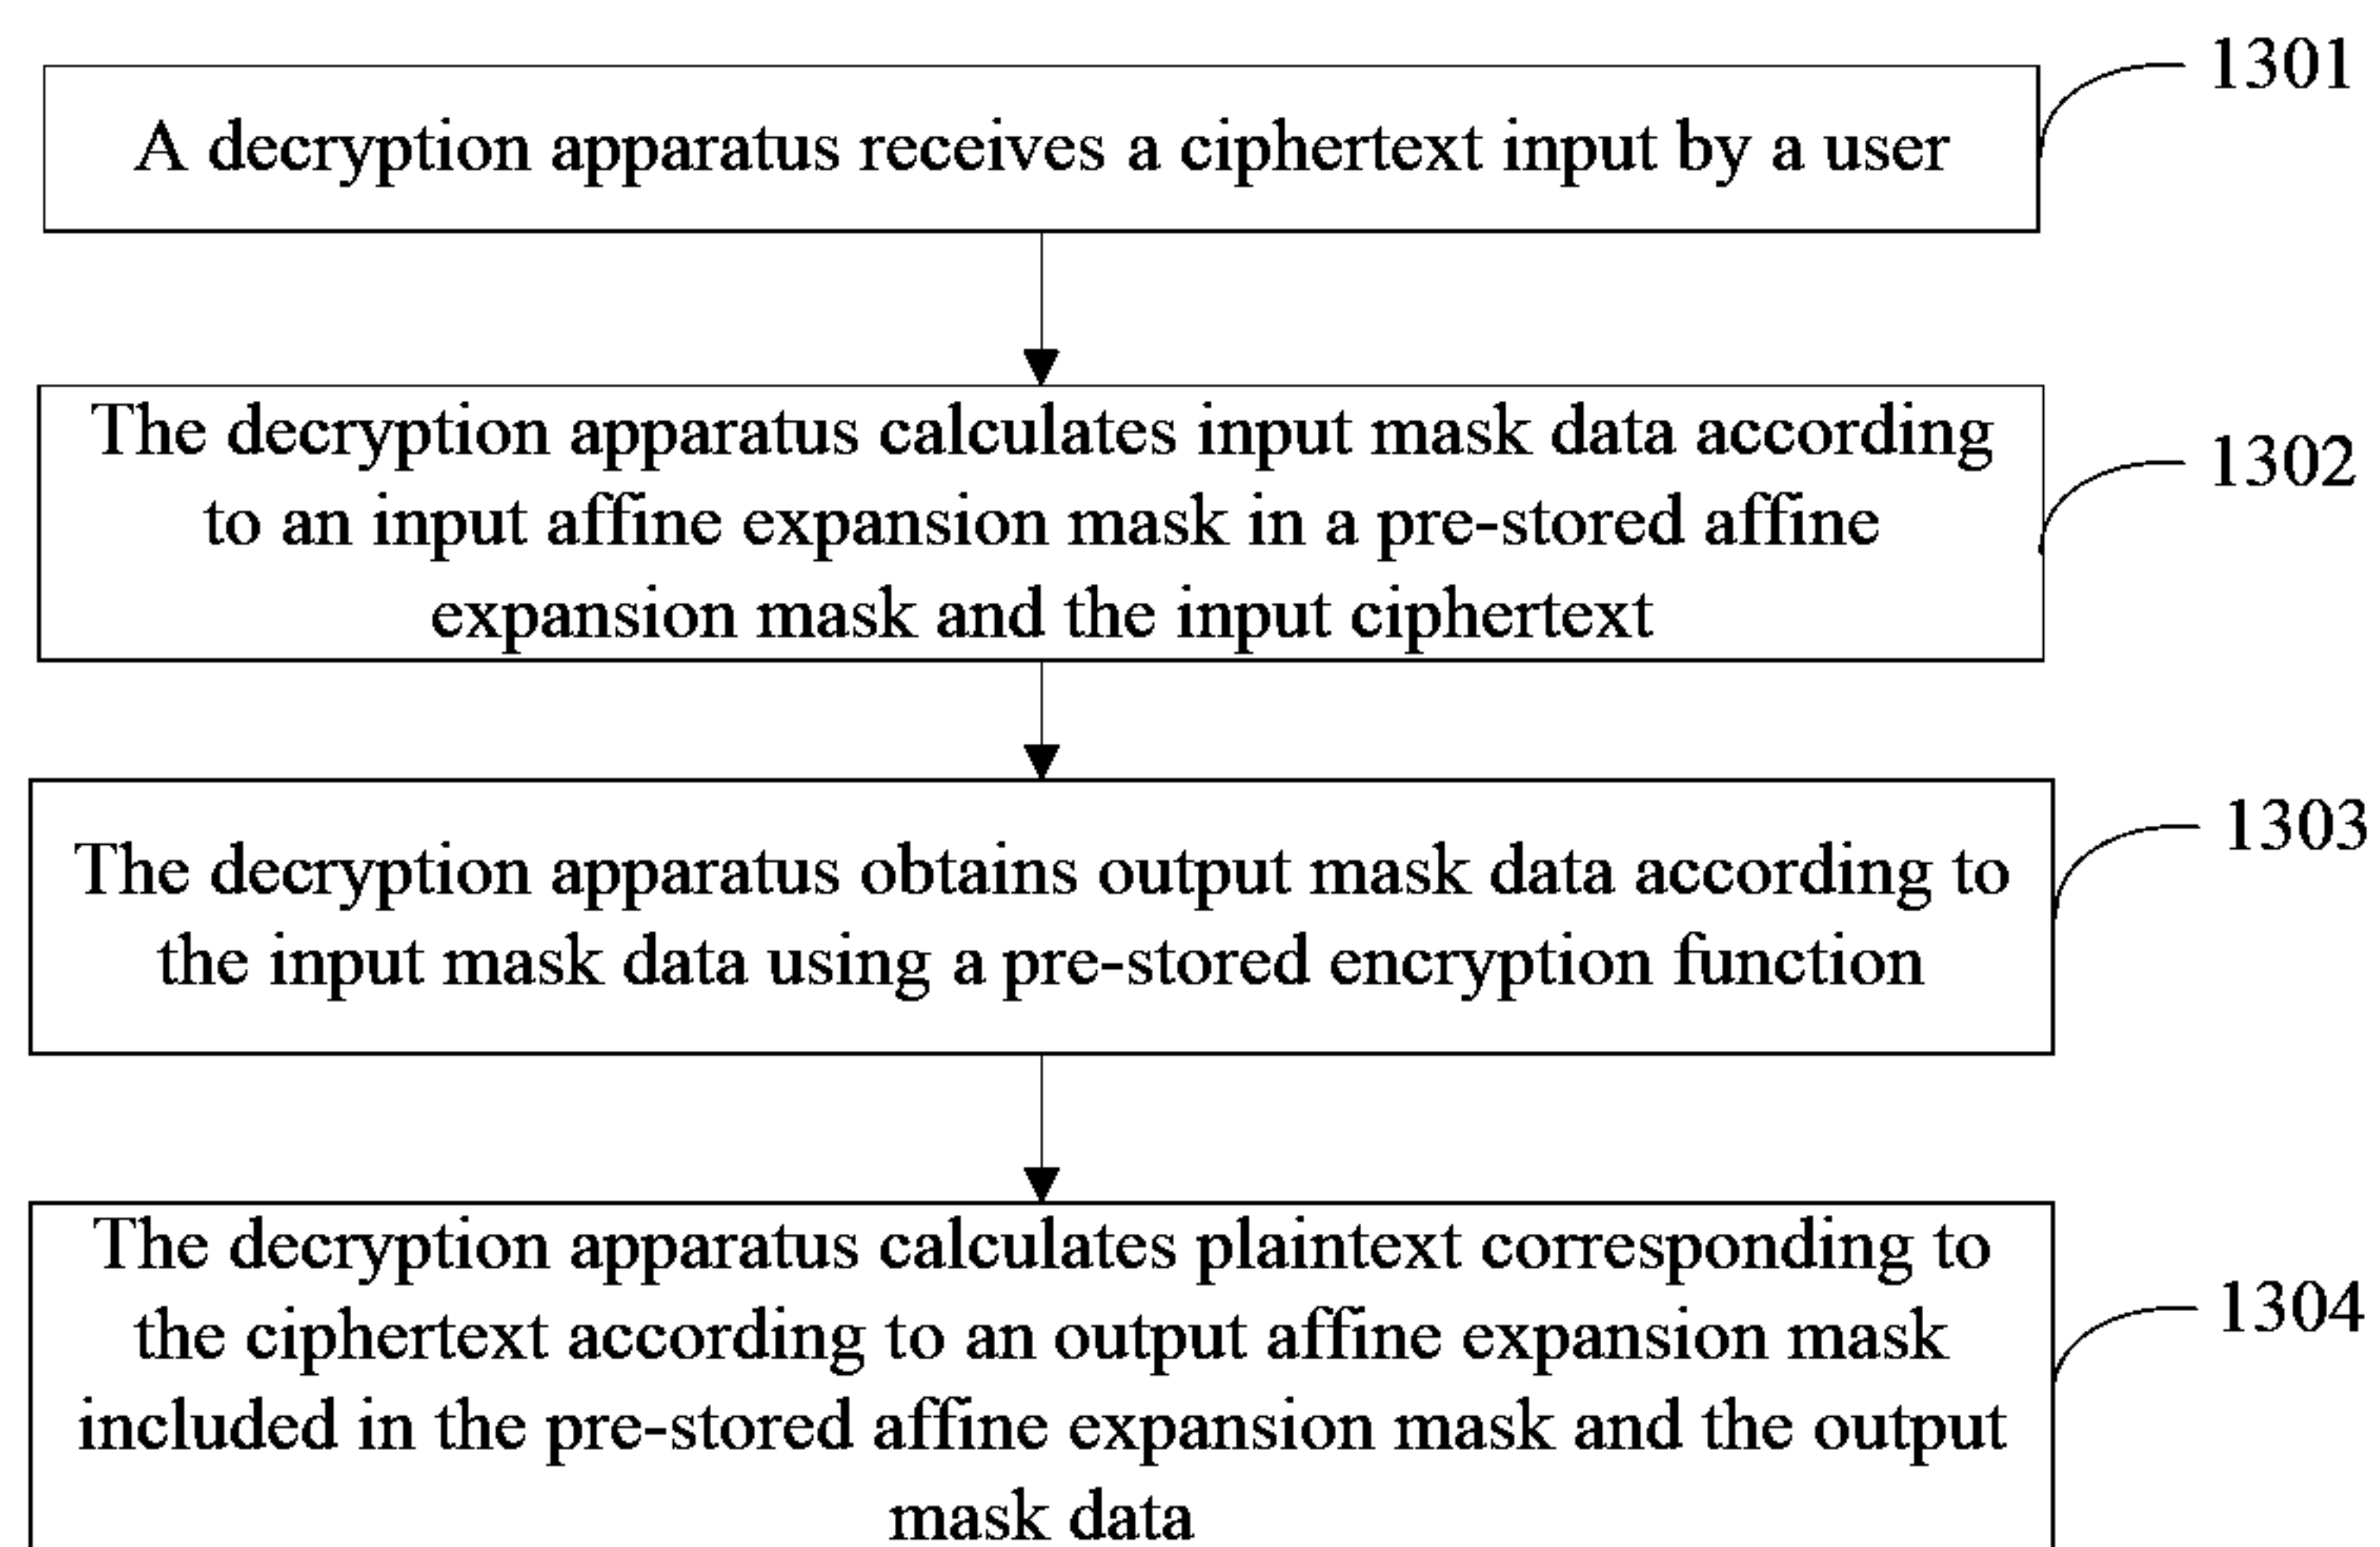 1301
A decryption apparatus receives a ciphertext input by a user
The decryption apparatus calculates input mask data according
to an input affine expansion mask in a pre-stored affine
expansion mask and the input ciphertext
1302
The decryption apparatus obtains output mask data according to
the input mask data using a pre-stored encryption function
1303
The decryption apparatus calculates plaintext corresponding to
the ciphertext according to an output affine expansion mask
included in the pre-stored affine expansion mask and the output
mask data
1304